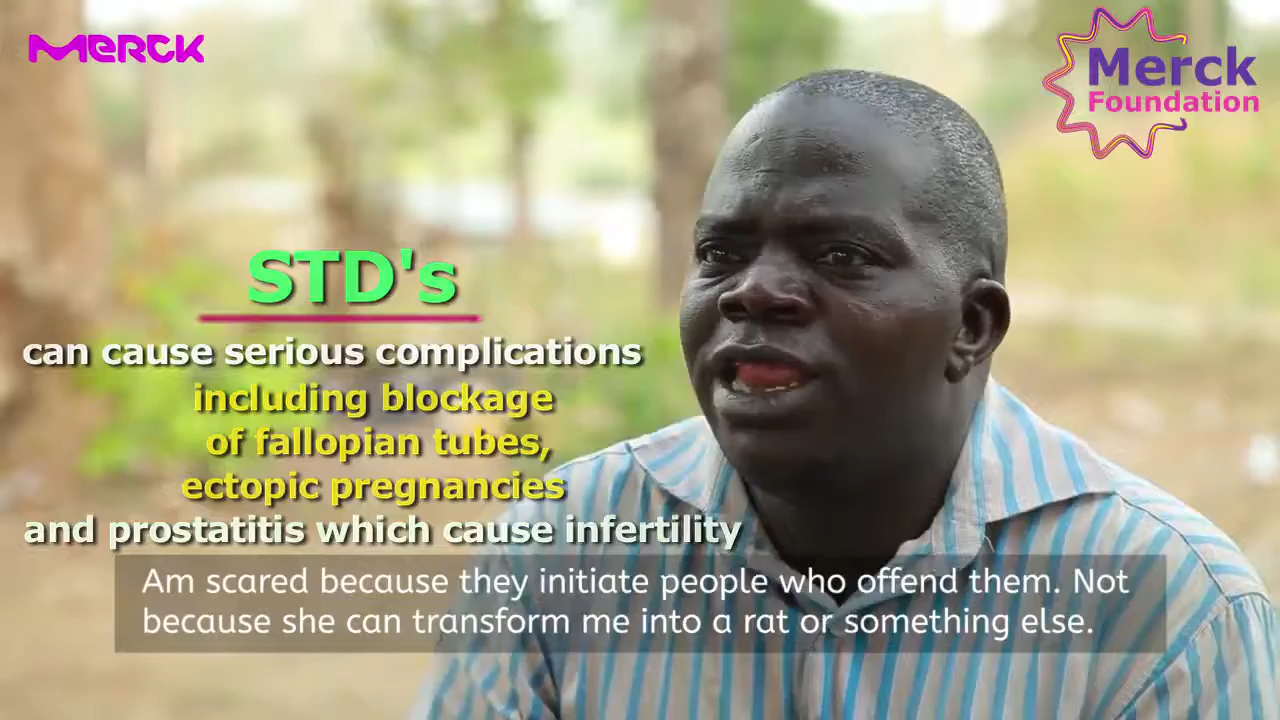 MERCK
Merck
Foundation
STD's
can cause serious complications
including blockage
of fallopian tubes,
ectopic pregnancies
and prostatitis which cause infertility
Am scared because they initiate people who offend them. Not
because she can transform me into a rat or something else.